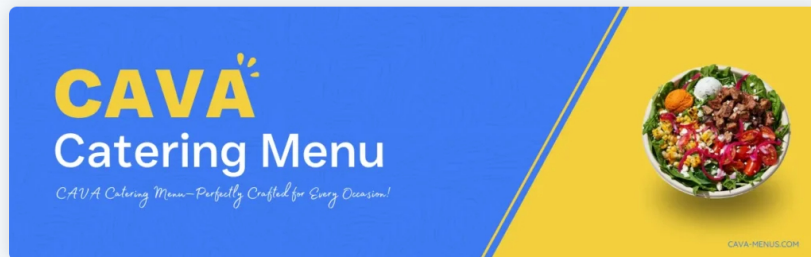 CAVA
Catering Menu
CAVA Catering Menu—Perfectly Crafted for Every Occasion!
CAVA-MENUS.COM